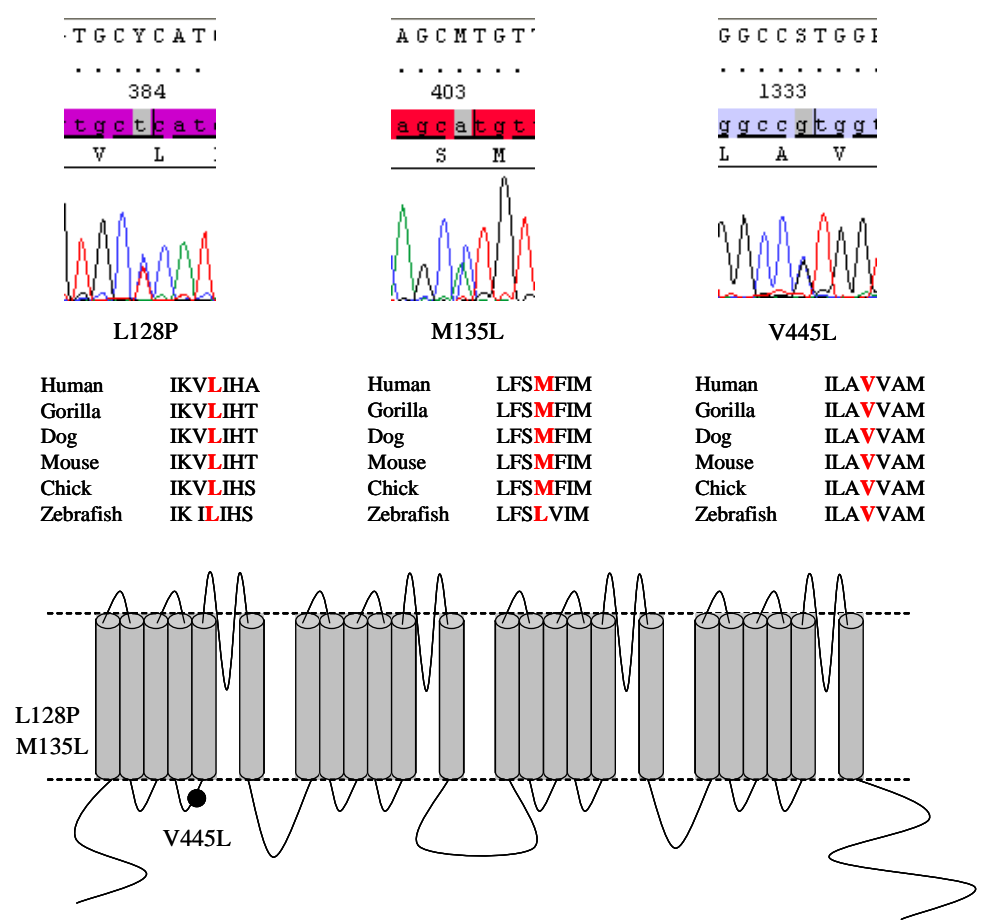 TGCYCAT
384
tgctcat
V L
L128P
AGCMTGT
403
agcatgt
S M
M135L
GGCCSTGG
1333
ggccgtgg
L A V
V445L
Human IKVLIHA
Gorilla IKVLIHT
Dog IKVLIHT
Mouse IKVLIHT
Chick IKVLIHS
Zebrafish IK ILIHS
Human LFSMFIM
Gorilla LFSMFIM
Dog LFSMFIM
Mouse LFSMFIM
Chick LFSMFIM
Zebrafish LFSLVIM
Human ILAVVAM
Gorilla ILAVVAM
Dog ILAVVAM
Mouse ILAVVAM
Chick ILAVVAM
Zebrafish ILAVVAM
L128P
M135L
V445L